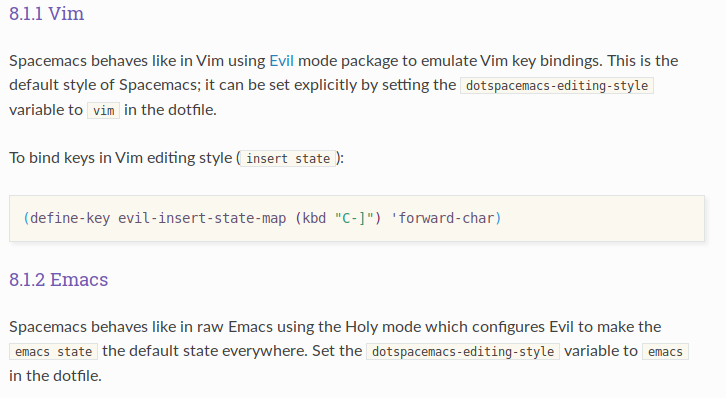 8.1.1 Vim
Spacemacs behaves like in Vim using Evil mode package to emulate Vim key bindings. This is the
default style of Spacemacs; it can be set explicitly by setting the dotspacemacs-editing-style
variable to vim in the dotfile.
To bind keys in Vim editing style (insert state):
(define-key evil-insert-state-map (kbd "C-]") 'forward-char)
8.1.2 Emacs
Spacemacs behaves like in raw Emacs using the Holy mode which configures Evil to make the
emacs state the default state everywhere. Set the dotspacemacs-editing-style variable to emacs
in the dotfile.